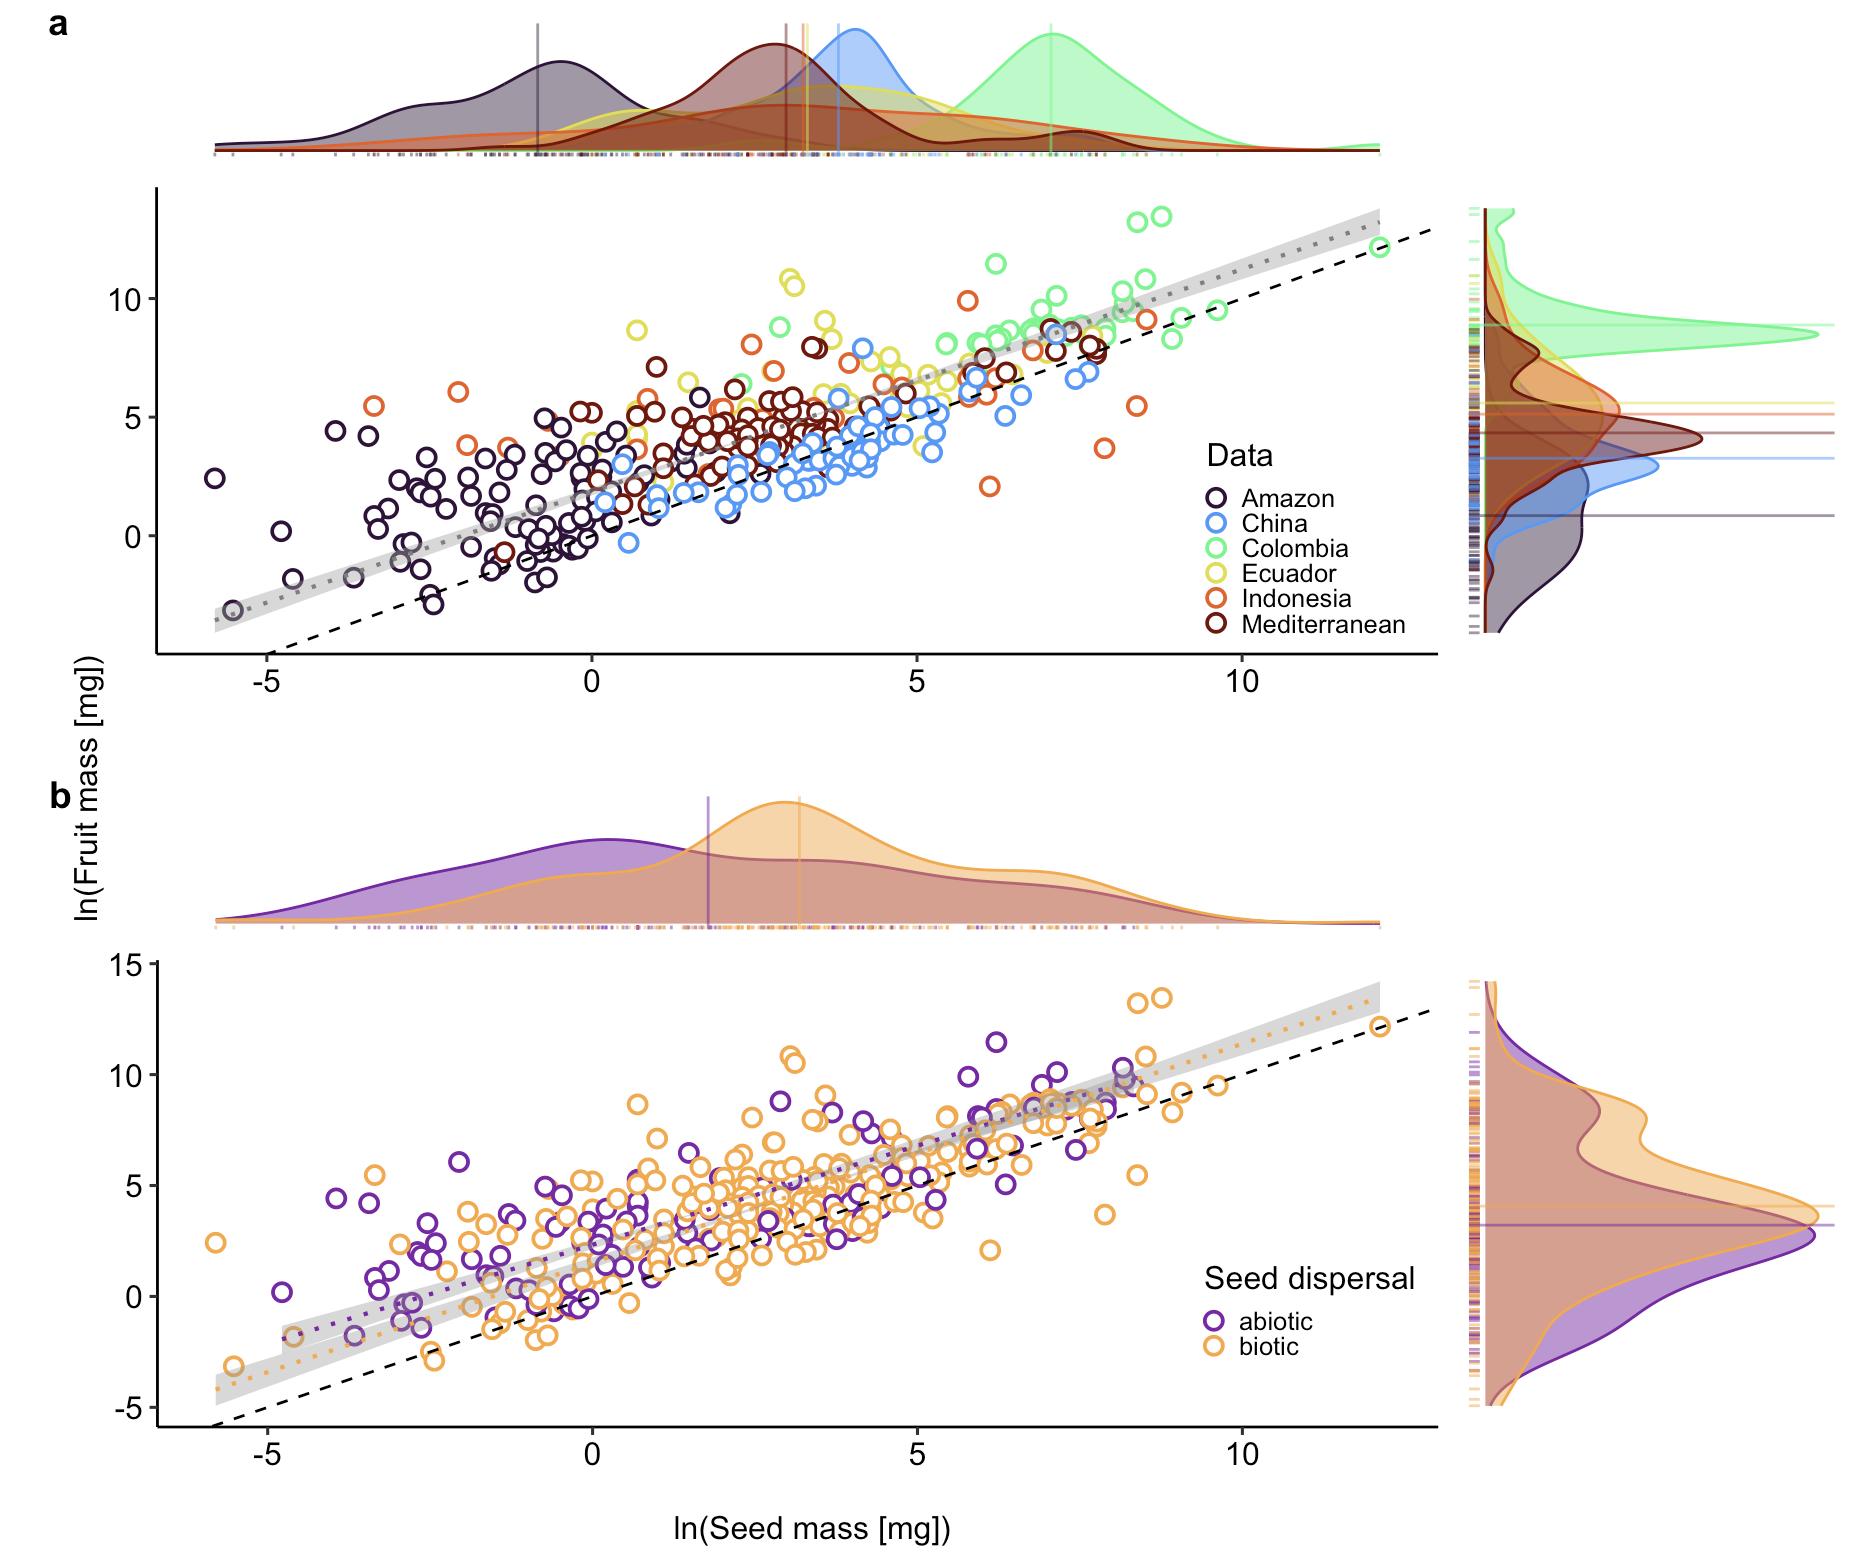 a
10
5
0
-5
0
5
10
Data
Amazon
China
Colombia
Ecuador
Indonesia
Mediterranean
ln(Fruit mass [mg])
b
15
10
5
0
-5
-5
0
5
10
Seed dispersal
abiotic
biotic
ln(Seed mass [mg])